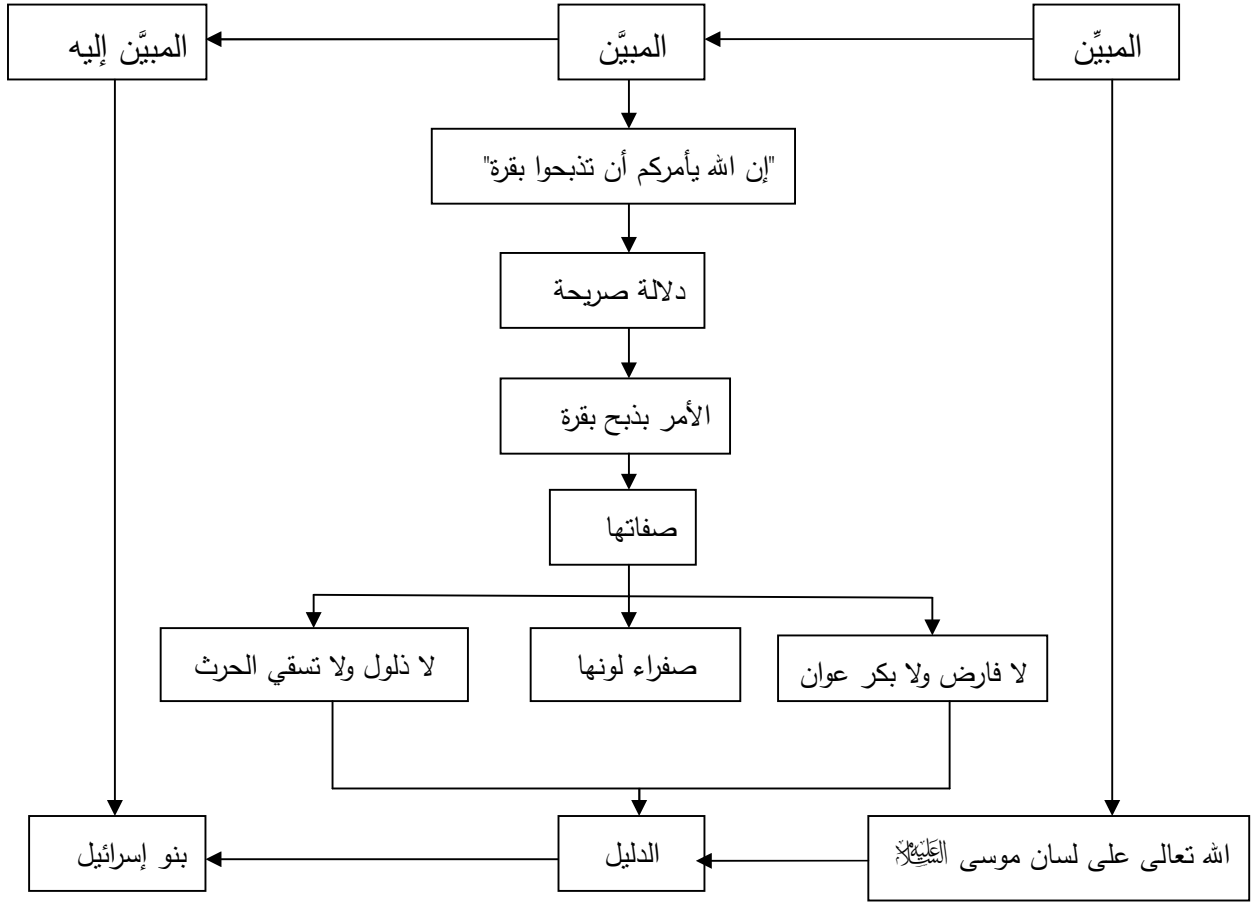 المبيِّن
المبيَّن
المبيَّن إليه
"إن الله يأمركم أن تذبحوا بقرة"
دلالة صريحة
الأمر بذبح بقرة
صفاتها
لا فارض ولا بكر عوان
صفراء لونها
لا ذلول ولا تسقي الحرث
الله تعالى على لسان موسى عليه السلام
الدليل
بنو إسرائيل